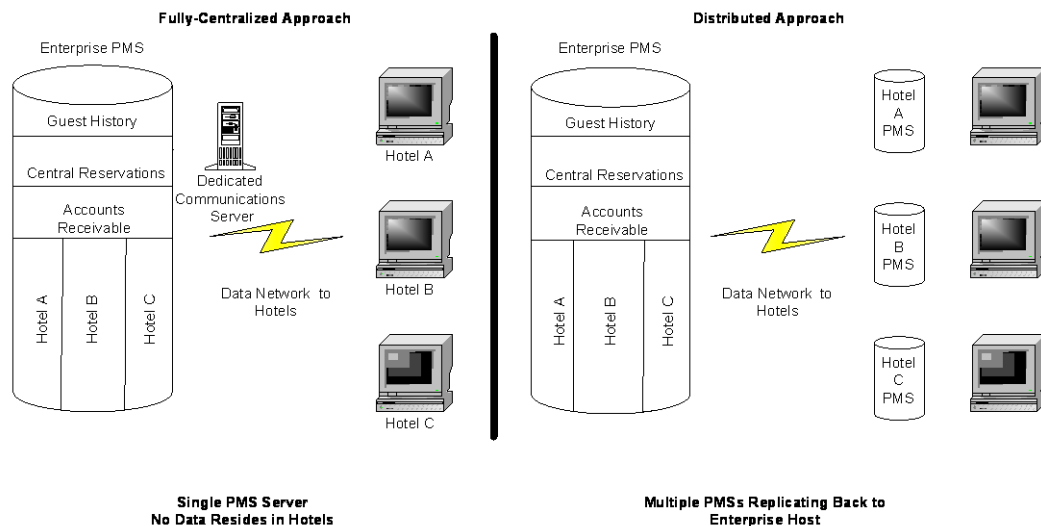 Fully-Centralized Approach
Enterprise PMS
Guest History
Central Reservations
Accounts
Receivable
Hotel A
Hotel B
Hotel C
Dedicated
Communications
Server
Data Network to
Hotels
Hotel A
Hotel B
Hotel C
Single PMS Server
No Data Resides in Hotels
Distributed Approach
Enterprise PMS
Guest History
Central Reservations
Accounts
Receivable
Hotel A
Hotel B
Hotel C
Data Network to
Hotels
Hotel
A
PMS
Hotel
B
PMS
Hotel
C
PMS
Multiple PMSs Replicating Back to
Enterprise Host